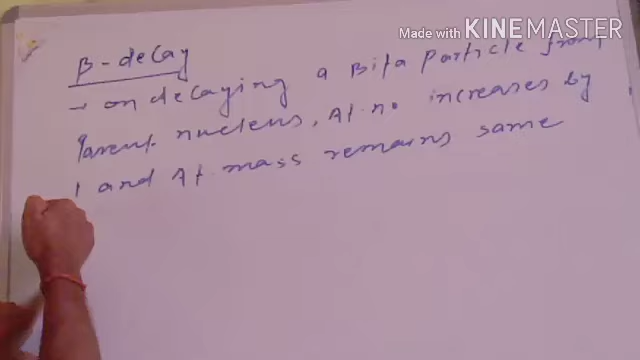 Made with KINEMASTER
β-decay
→ on decaying a Bita Particle from
Parent nucleus, At. no increases by
1 and At. mass remains same